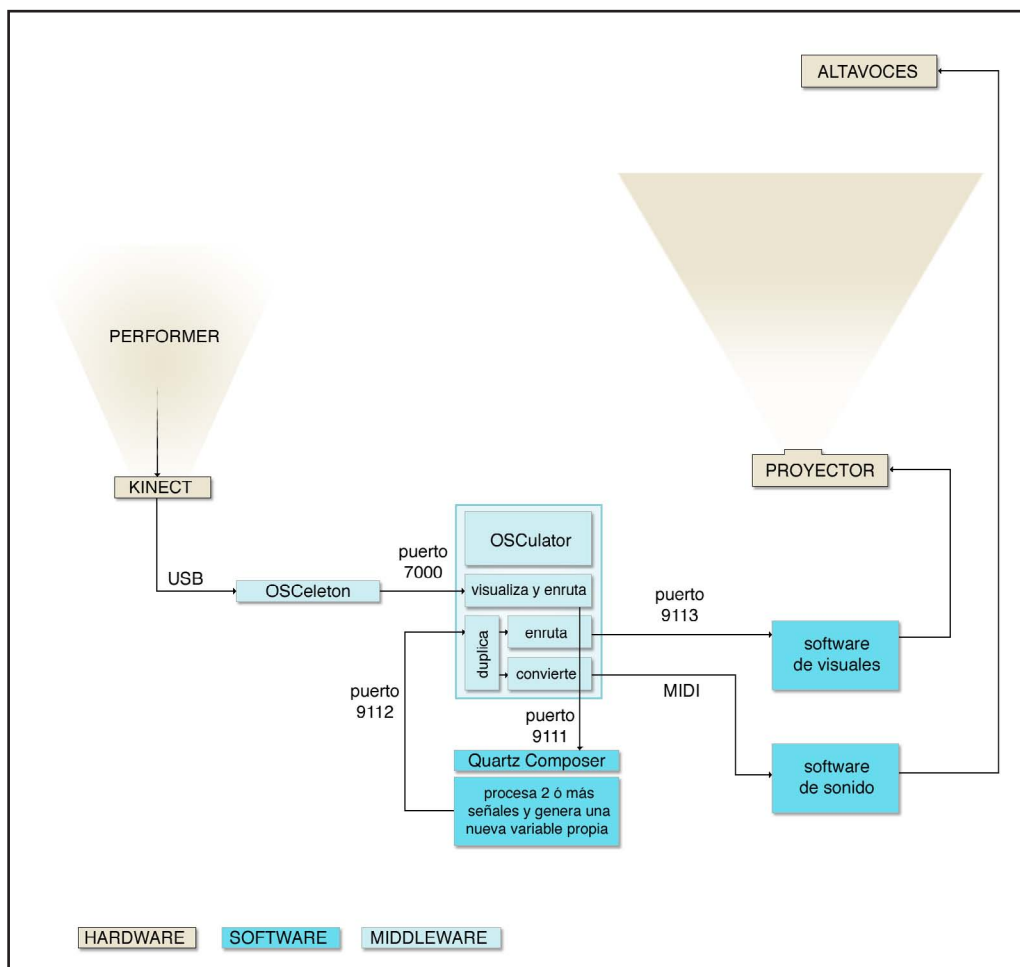 ALTAVOCES
PERFORMER
PROYECTOR
KINECT
USB
OSCeleton
puerto
7000
OSCulator
visualiza y enruta
duplica
enruta
convierte
puerto
9113
MIDI
software
de visuales
puerto
9112
puerto
9111
Quartz Composer
procesa 2 ó más
señales y genera una
nueva variable propia
software
de sonido
HARDWARE
SOFTWARE
MIDDLEWARE